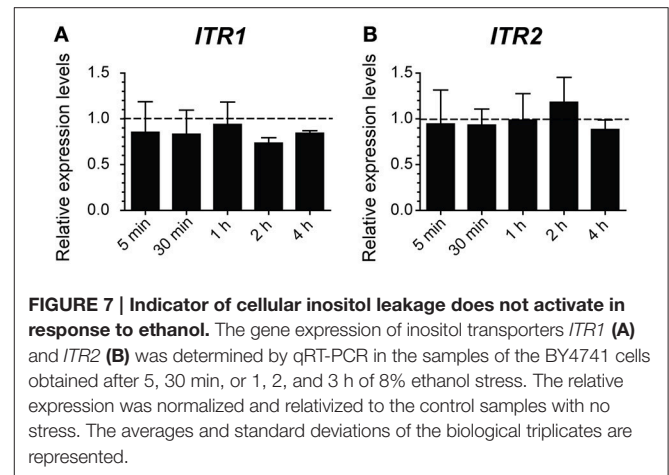 A
ITR1
Relative expression levels
1.5
1.0
0.5
0.0
5 min
30 min
1 h
2 h
4 h
B
ITR2
Relative expression levels
1.5
1.0
0.5
0.0
5 min
30 min
1 h
2 h
4 h
FIGURE 7 | Indicator of cellular inositol leakage does not activate in
response to ethanol. The gene expression of inositol transporters ITR1 (A)
and ITR2 (B) was determined by qRT-PCR in the samples of the BY4741 cells
obtained after 5, 30 min, or 1, 2, and 3 h of 8% ethanol stress. The relative
expression was normalized and relativized to the control samples with no
stress. The averages and standard deviations of the biological triplicates are
represented.